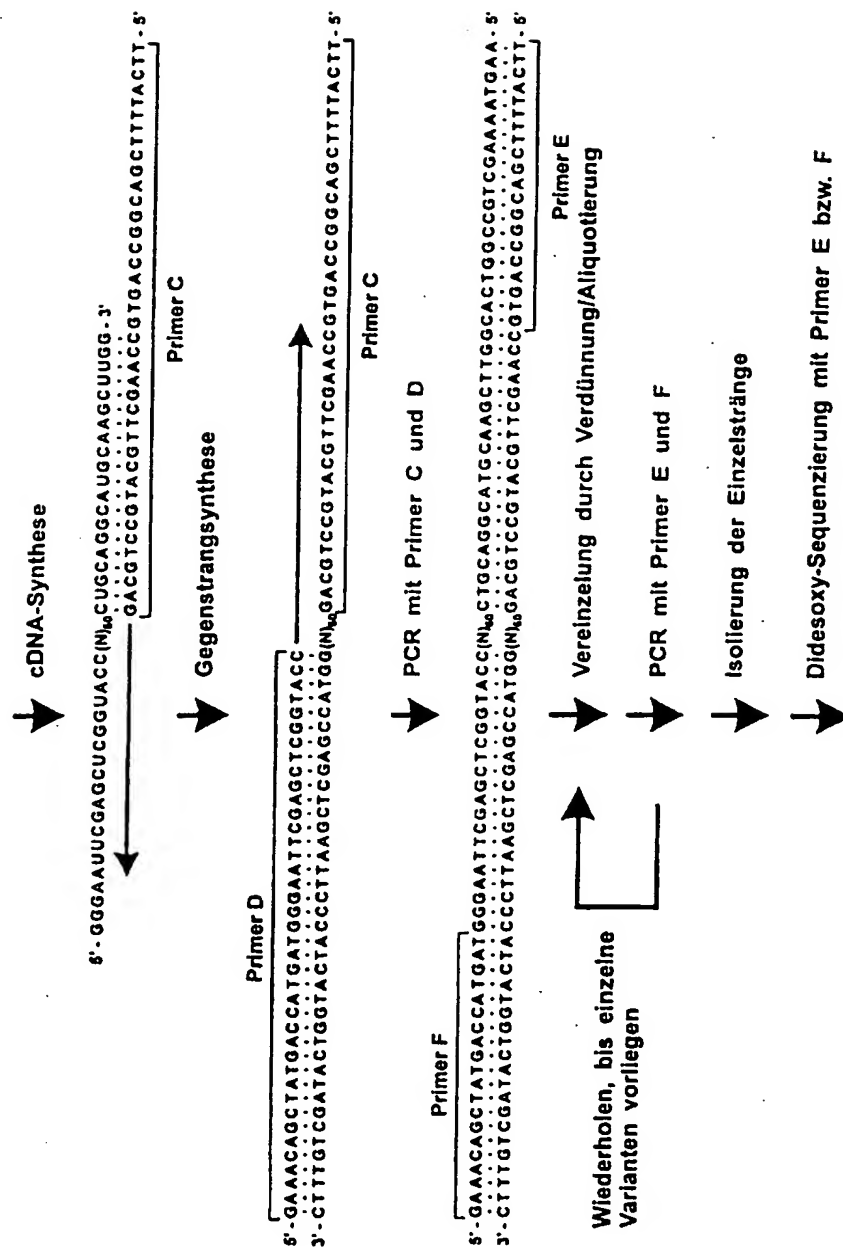 cDNA-Synthese
5'-GGGAAUUCGAGCUCGGUACC(N)60CUGCAGGCAUGCAAGCUUGG-3'
GACGTCCGTACGTTCGAACCGTGACCGGCAGCTTTTACTT-5'
Primer C
Gegenstrangsynthese
Primer D
5'-GAAACAGCTATGACCATGATGGGAATTCGAGCTCGGTACC
3'-CTTTGTCGATACTGGTACTACCCTTAAGCTCGAGCCATGG(N)60GACGTCCGTACGTTCGAACCGTGACCGGCAGCTTTTACTT-5'
Primer C
PCR mit Primer C und D
Primer F
5'-GAAACAGCTATGACCATGATGGGAATTCGAGCTCGGTACC(N)60CTGCAGGCATGCAAGCTTGGCACTGGCCGTCGAAAATGAA-5'
3'-CTTTGTCGATACTGGTACTACCCTTAAGCTCGAGCCATGG(N)60GACGTCCGTACGTTCGAACCGTGACCGGCAGCTTTTACTT-5'
Primer E
Vereinzelung durch Verdünnung/Aliquotierung
PCR mit Primer E und F
Wiederholen, bis einzelne
Varianten vorliegen
Isolierung der Einzelstränge
Didesoxy-Sequenzierung mit Primer E bzw. F